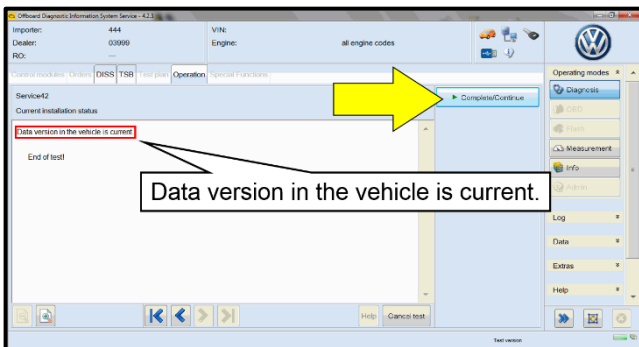 Offboard Diagnostic Information System Service - 4.2.3
Importer: 444 VIN:
Dealer: 03999 Engine: all engine codes
RO: ---
Control modules Orders DISS TSB Test plan Operation Special Functions
Operating modes
Service42
Complete/Continue
Diagnosis
Current installation status
OBD
Data version in the vehicle is current.
Flash
End of test!
Measurement
Info
Data version in the vehicle is current.
Admin
Log
Data
Extras
Help
Help Cancel test
Test version